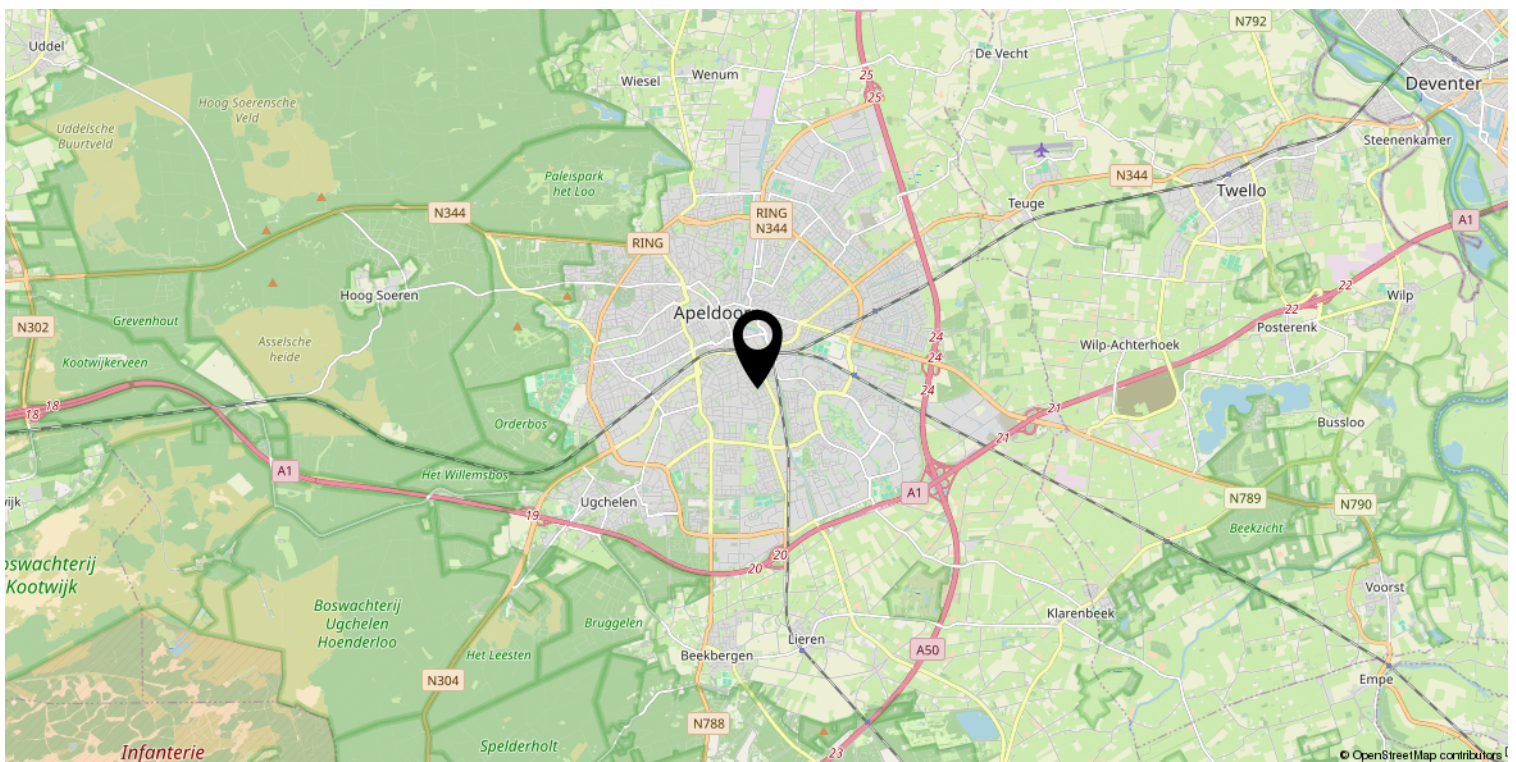 N792
Uddel
De Vecht
Wiesel
Wenum
25
25
Deventer
Hoog Soerensche
Veld
Uddelsche
Buurtveld
Steenenkamer
Paleispark
het Loo
N344
Twello
Teuge
N344
RING
N344
A1
RING
Hoog Soeren
22
22
Wilp
Grevenhout
N302
Apeldoor
Posterenk
Asselsche
heide
24
24
24
Wilp-Achterhoek
Kootwijkerveen
18
18
21
21
Orderbos
Bussloo
A1
Het Willemsbos
A1
N789
N790
ijk
Ugchelen
19
Beekzicht
20
20
oswachterij
Kootwijk
Voorst
Boswachterij
Ugchelen
Hoenderloo
Klarenbeek
Bruggelen
Lieren
Het Leesten
Beekbergen
A50
N304
Empe
N788
Infanterie
Spelderholt
23
© OpenStreetMap contributors